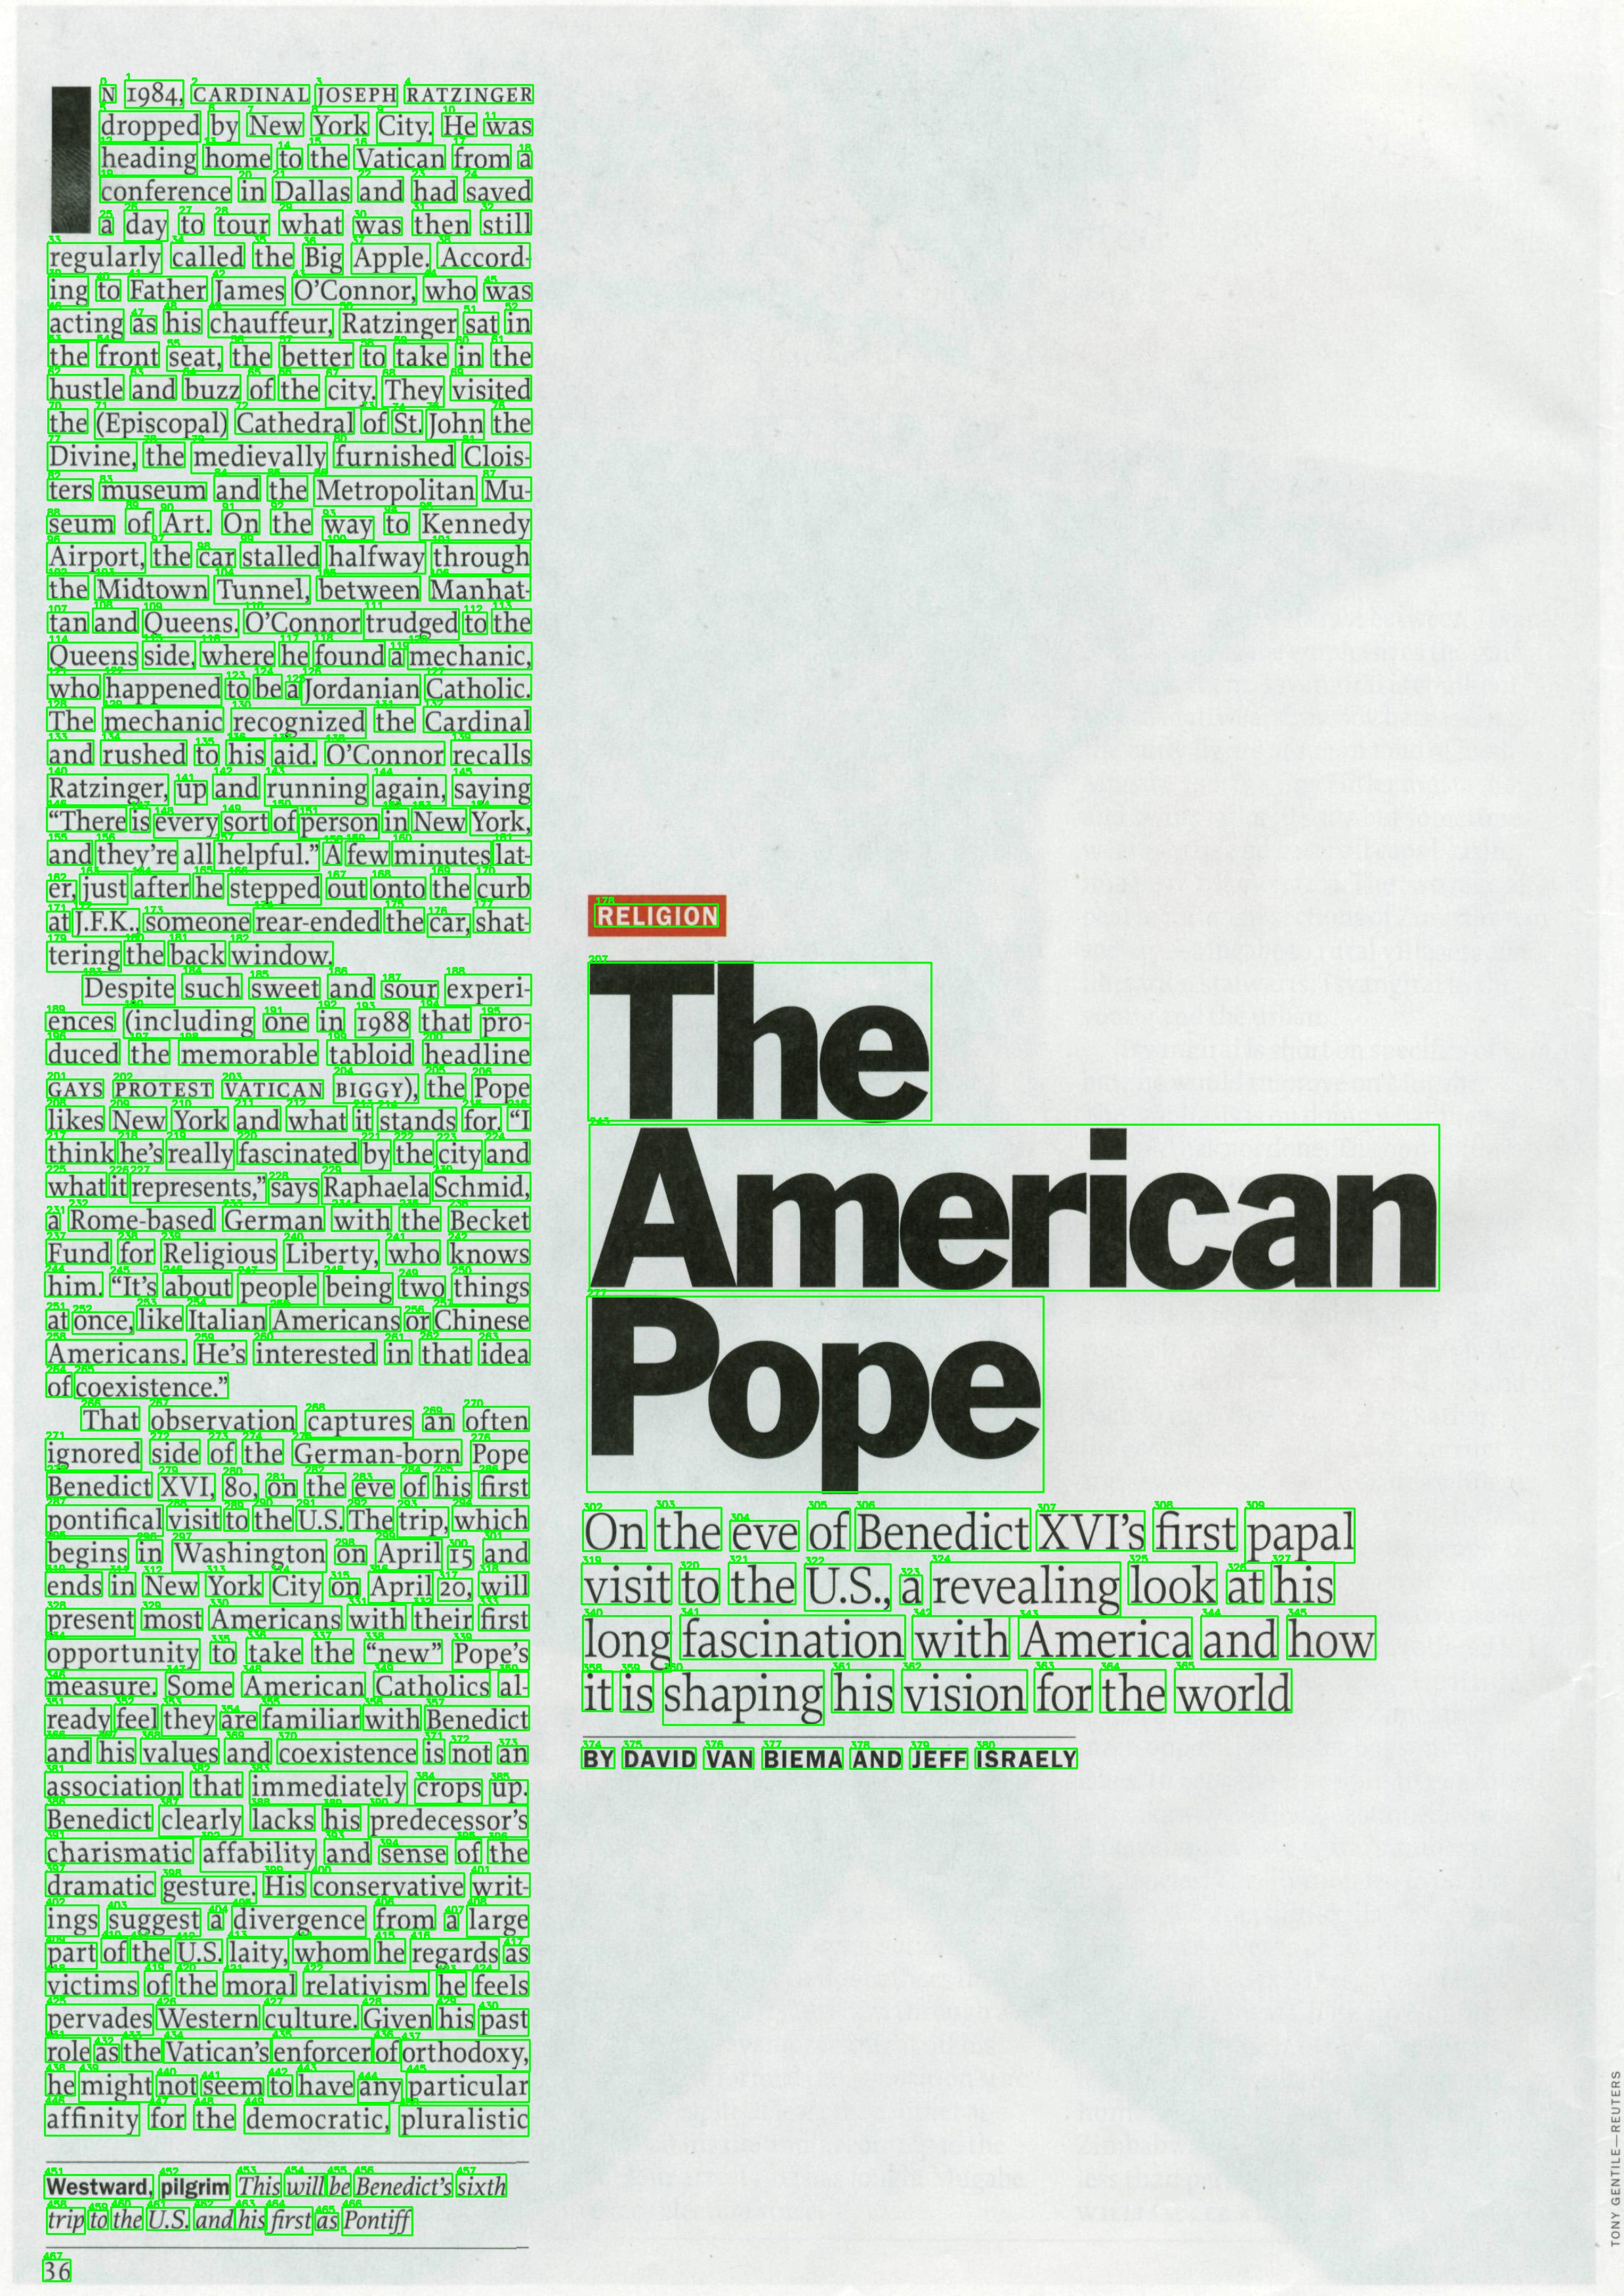 RELIGION
The
American
Pope
On the eve of Benedict XVI's first papal
visit to the U.S., a revealing look at his
long fascination with America and how
it is shaping his vision for the world
BY DAVID VAN BIEMA AND JEFF ISRAELY
IN 1984, CARDINAL JOSEPH RATZINGER
dropped by New York City. He was
heading home to the Vatican from a
conference in Dallas and had saved
a day to tour what was then still
regularly called the Big Apple. Accord-
ing to Father James O'Connor, who was
acting as his chauffeur, Ratzinger sat in
the front seat, the better to take in the
hustle and buzz of the city. They visited
the (Episcopal) Cathedral of St. John the
Divine, the medievally furnished Clois-
ters museum and the Metropolitan Mu-
seum of Art. On the way to Kennedy
Airport, the car stalled halfway through
the Midtown Tunnel, between Manhat-
tan and Queens. O'Connor trudged to the
Queens side, where he found a mechanic,
who happened to be a Jordanian Catholic.
The mechanic recognized the Cardinal
and rushed to his aid. O'Connor recalls
Ratzinger, up and running again, saying
“There is every sort of person in New York,
and they're all helpful.” A few minutes lat-
er, just after he stepped out onto the curb
at J.F.K., someone rear-ended the car, shat-
tering the back window.
Despite such sweet and sour experi-
ences (including one in 1988 that pro-
duced the memorable tabloid headline
GAYS PROTEST VATICAN BIGGY), the Pope
likes New York and what it stands for. “I
think he's really fascinated by the city and
what it represents,” says Raphaela Schmid,
a Rome-based German with the Becket
Fund for Religious Liberty, who knows
him. “It's about people being two things
at once, like Italian Americans or Chinese
Americans. He's interested in that idea
of coexistence.”
That observation captures an often
ignored side of the German-born Pope
Benedict XVI, 80, on the eve of his first
pontifical visit to the U.S. The trip, which
begins in Washington on April 15 and
ends in New York City on April 20, will
present most Americans with their first
opportunity to take the “new” Pope's
measure. Some American Catholics al-
ready feel they are familiar with Benedict
and his values and coexistence is not an
association that immediately crops up.
Benedict clearly lacks his predecessor's
charismatic affability and sense of the
dramatic gesture. His conservative writ-
ings suggest a divergence from a large
part of the U.S. laity, whom he regards as
victims of the moral relativism he feels
pervades Western culture. Given his past
role as the Vatican's enforcer of orthodoxy,
he might not seem to have any particular
affinity for the democratic, pluralistic
Westward, pilgrim This will be Benedict's sixth
trip to the U.S. and his first as Pontiff
36
TONY GENTILE—REUTERS